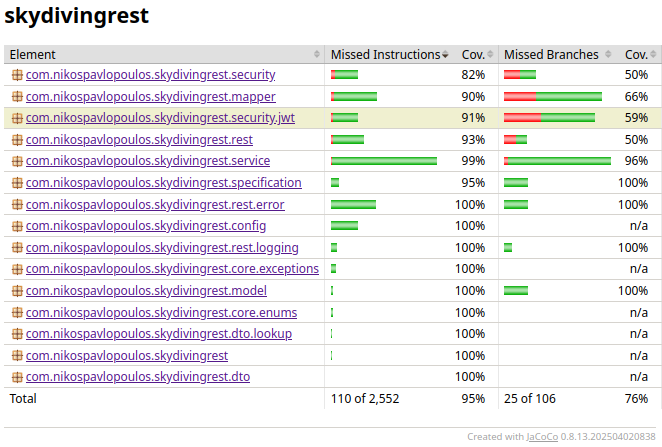 skydivingrest
Element Missed Instructions Cov. Missed Branches Cov.
com.nikospavlopoulos.skydivingrest.security 82% 50%
com.nikospavlopoulos.skydivingrest.mapper 90% 66%
com.nikospavlopoulos.skydivingrest.security.jwt 91% 59%
com.nikospavlopoulos.skydivingrest.rest 93% 50%
com.nikospavlopoulos.skydivingrest.service 99% 96%
com.nikospavlopoulos.skydivingrest.specification 95% 100%
com.nikospavlopoulos.skydivingrest.rest.error 100% 100%
com.nikospavlopoulos.skydivingrest.config 100% n/a
com.nikospavlopoulos.skydivingrest.rest.logging 100% 100%
com.nikospavlopoulos.skydivingrest.core.exceptions 100% n/a
com.nikospavlopoulos.skydivingrest.model 100% 100%
com.nikospavlopoulos.skydivingrest.core.enums 100% n/a
com.nikospavlopoulos.skydivingrest.dto.lookup 100% n/a
com.nikospavlopoulos.skydivingrest 100% n/a
com.nikospavlopoulos.skydivingrest.dto 100% n/a
Total 110 of 2,552 95% 25 of 106 76%
Created with JaCoCo 0.8.13.202504020838